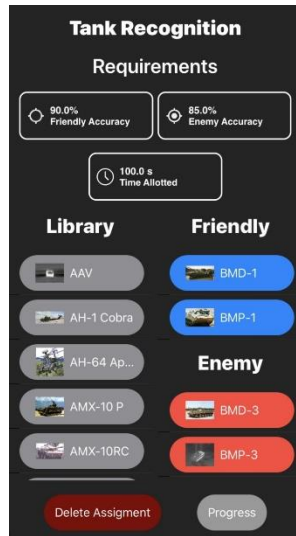 Tank Recognition
Requirements
90.0%
Friendly Accuracy
85.0%
Enemy Accuracy
100.0 s
Time Allotted
Library
Friendly
AAV
BMD-1
AH-1 Cobra
BMP-1
AH-64 Ap...
Enemy
AMX-10 P
BMD-3
AMX-10RC
BMP-3
Delete Assigment
Progress